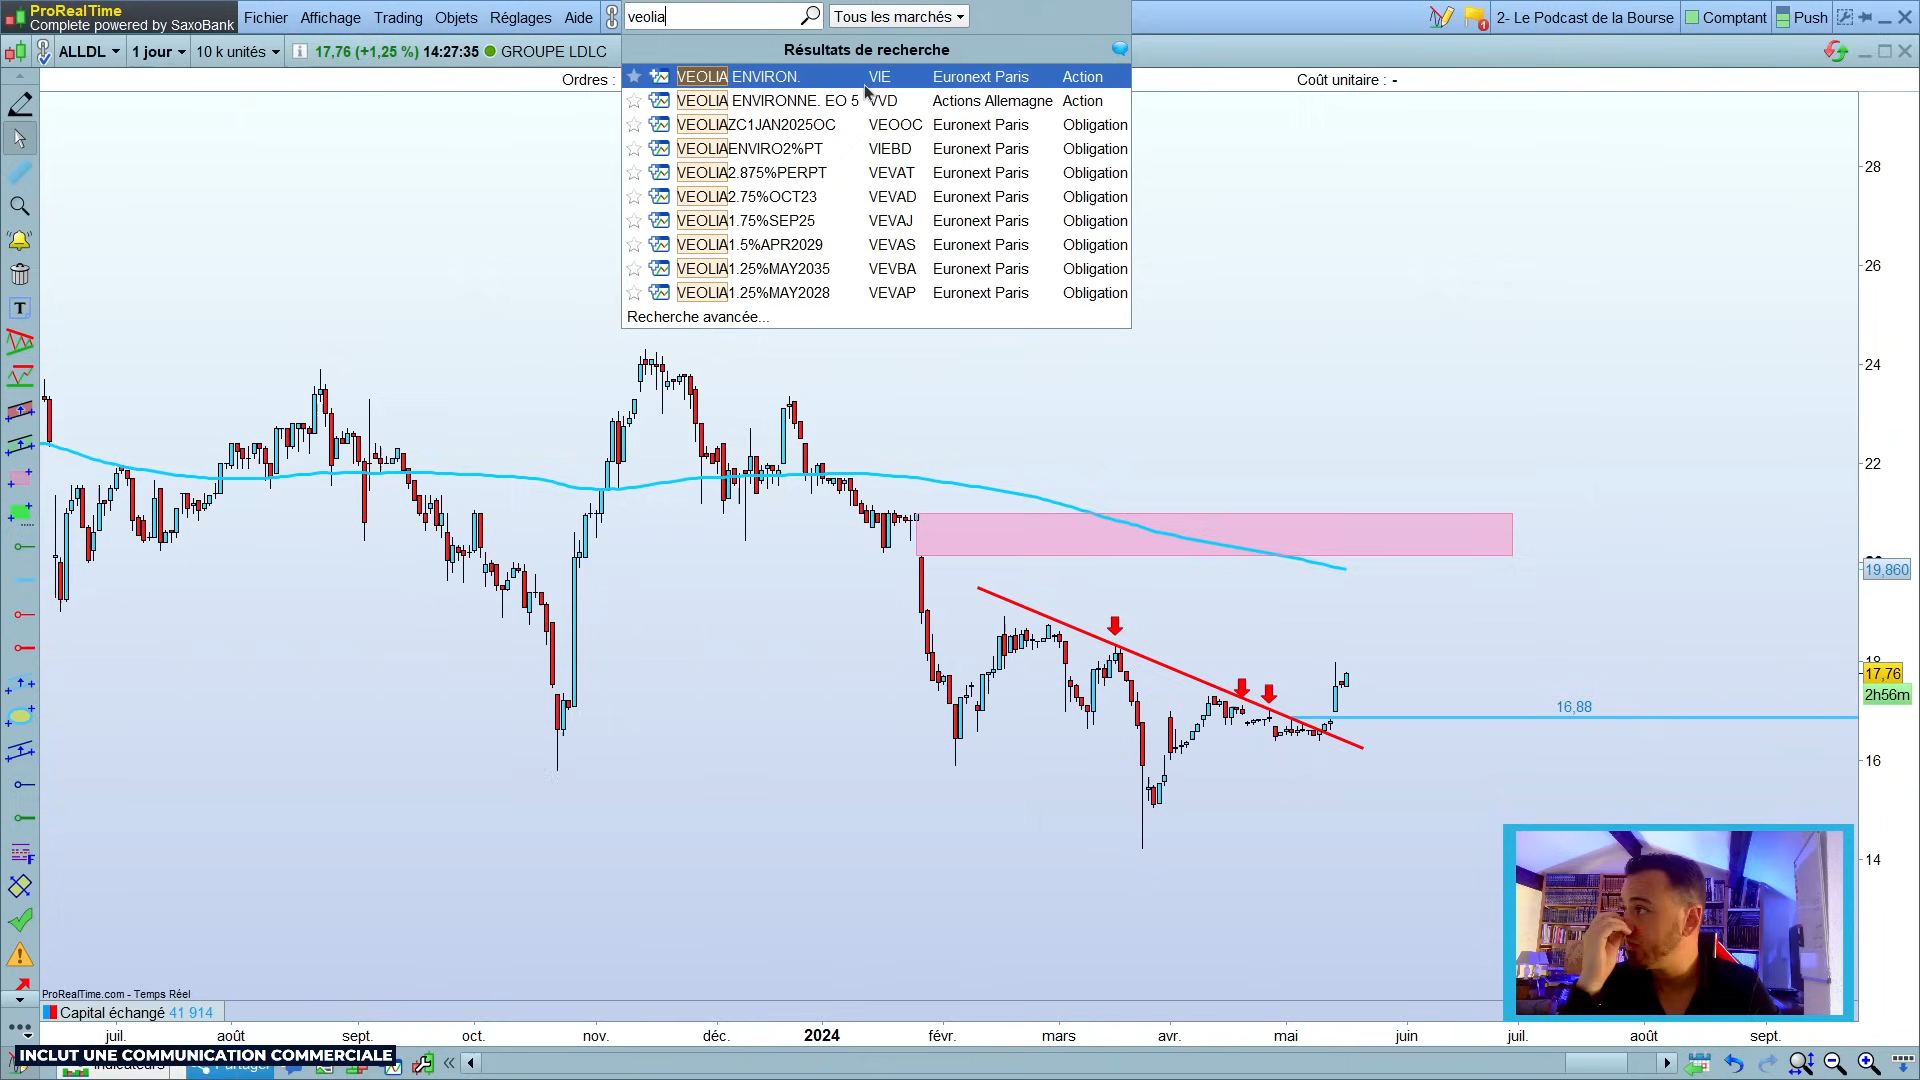 ProRealTime
Complete powered by SaxoBank
Fichier Affichage Trading Objets Réglages Aide
veolia
Tous les marchés
2- Le Podcast de la Bourse
Comptant
Push
ALLDL 1 jour 10 k unités
17,76 (+1,25 %) 14:27:35 GROUPE LDLC
Résultats de recherche
Ordres :
Coût unitaire : -
VEOLIA ENVIRON. VIE Euronext Paris Action
VEOLIA ENVIRONNE. EO 5 VVD Actions Allemagne Action
VEOLIAZC1JAN2025OC VEOOC Euronext Paris Obligation
VEOLIAENVIRO2%PT VIEBD Euronext Paris Obligation
VEOLIA2.875%PERPT VEVAT Euronext Paris Obligation
VEOLIA2.75%OCT23 VEVAD Euronext Paris Obligation
VEOLIA1.75%SEP25 VEVAJ Euronext Paris Obligation
VEOLIA1.5%APR2029 VEVAS Euronext Paris Obligation
VEOLIA1.25%MAY2035 VEVBA Euronext Paris Obligation
VEOLIA1.25%MAY2028 VEVAP Euronext Paris Obligation
Recherche avancée...
28
26
24
22
19,860
17,76
2h56m
16,88
16
14
ProRealTime.com - Temps Réel
Capital échangé 41 914
juil. août sept. oct. nov. déc. 2024 févr. mars avr. mai juin juil. août sept.
INCLUT UNE COMMUNICATION COMMERCIALE